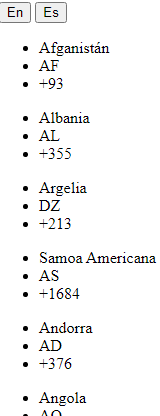 En Es
Afganistán
AF
+93
Albania
AL
+355
Argelia
DZ
+213
Samoa Americana
AS
+1684
Andorra
AD
+376
Angola